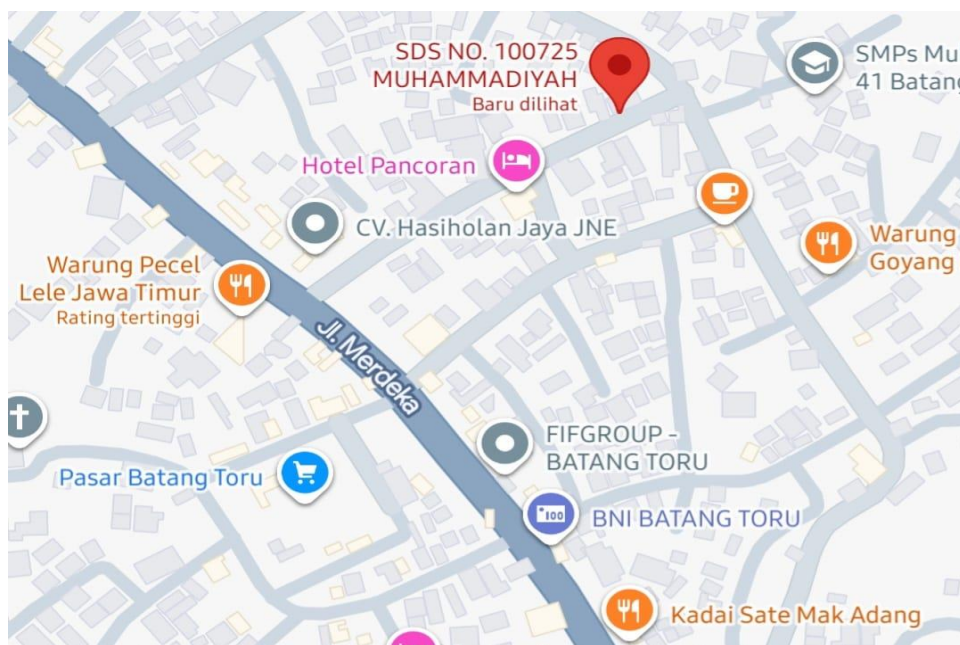 SDS NO. 100725
MUHAMMADIYAH
Baru dilihat
SMPs Mu
41 Batang
Hotel Pancoran
CV. Hasiholan Jaya JNE
Warung
Goyang
Warung Pecel
Lele Jawa Timur
Rating tertinggi
Jl. Merdeka
FIFGROUP -
BATANG TORU
Pasar Batang Toru
100
BNI BATANG TORU
Kadai Sate Mak Adang